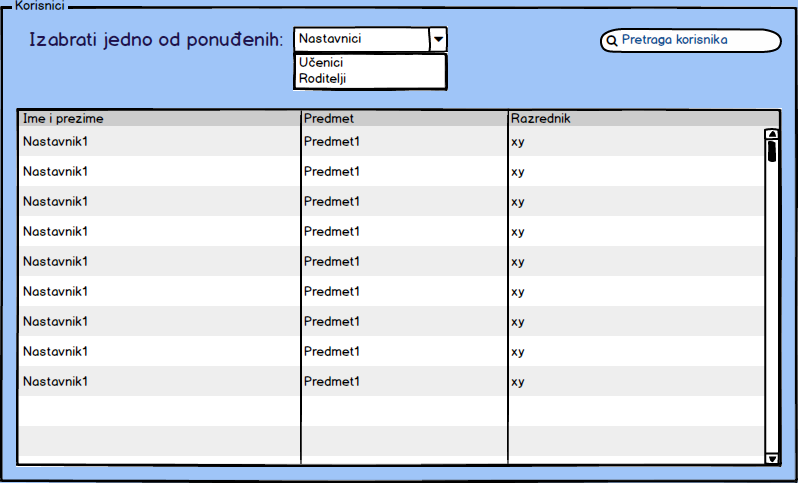 Korisnici
Izabrati jedno od ponuđenih: Nastavnici
Pretraga korisnika
Učenici
Roditelji
Ime i prezime Predmet Razrednik
Nastavnik1 Predmet1 xy
Nastavnik1 Predmet1 xy
Nastavnik1 Predmet1 xy
Nastavnik1 Predmet1 xy
Nastavnik1 Predmet1 xy
Nastavnik1 Predmet1 xy
Nastavnik1 Predmet1 xy
Nastavnik1 Predmet1 xy
Nastavnik1 Predmet1 xy